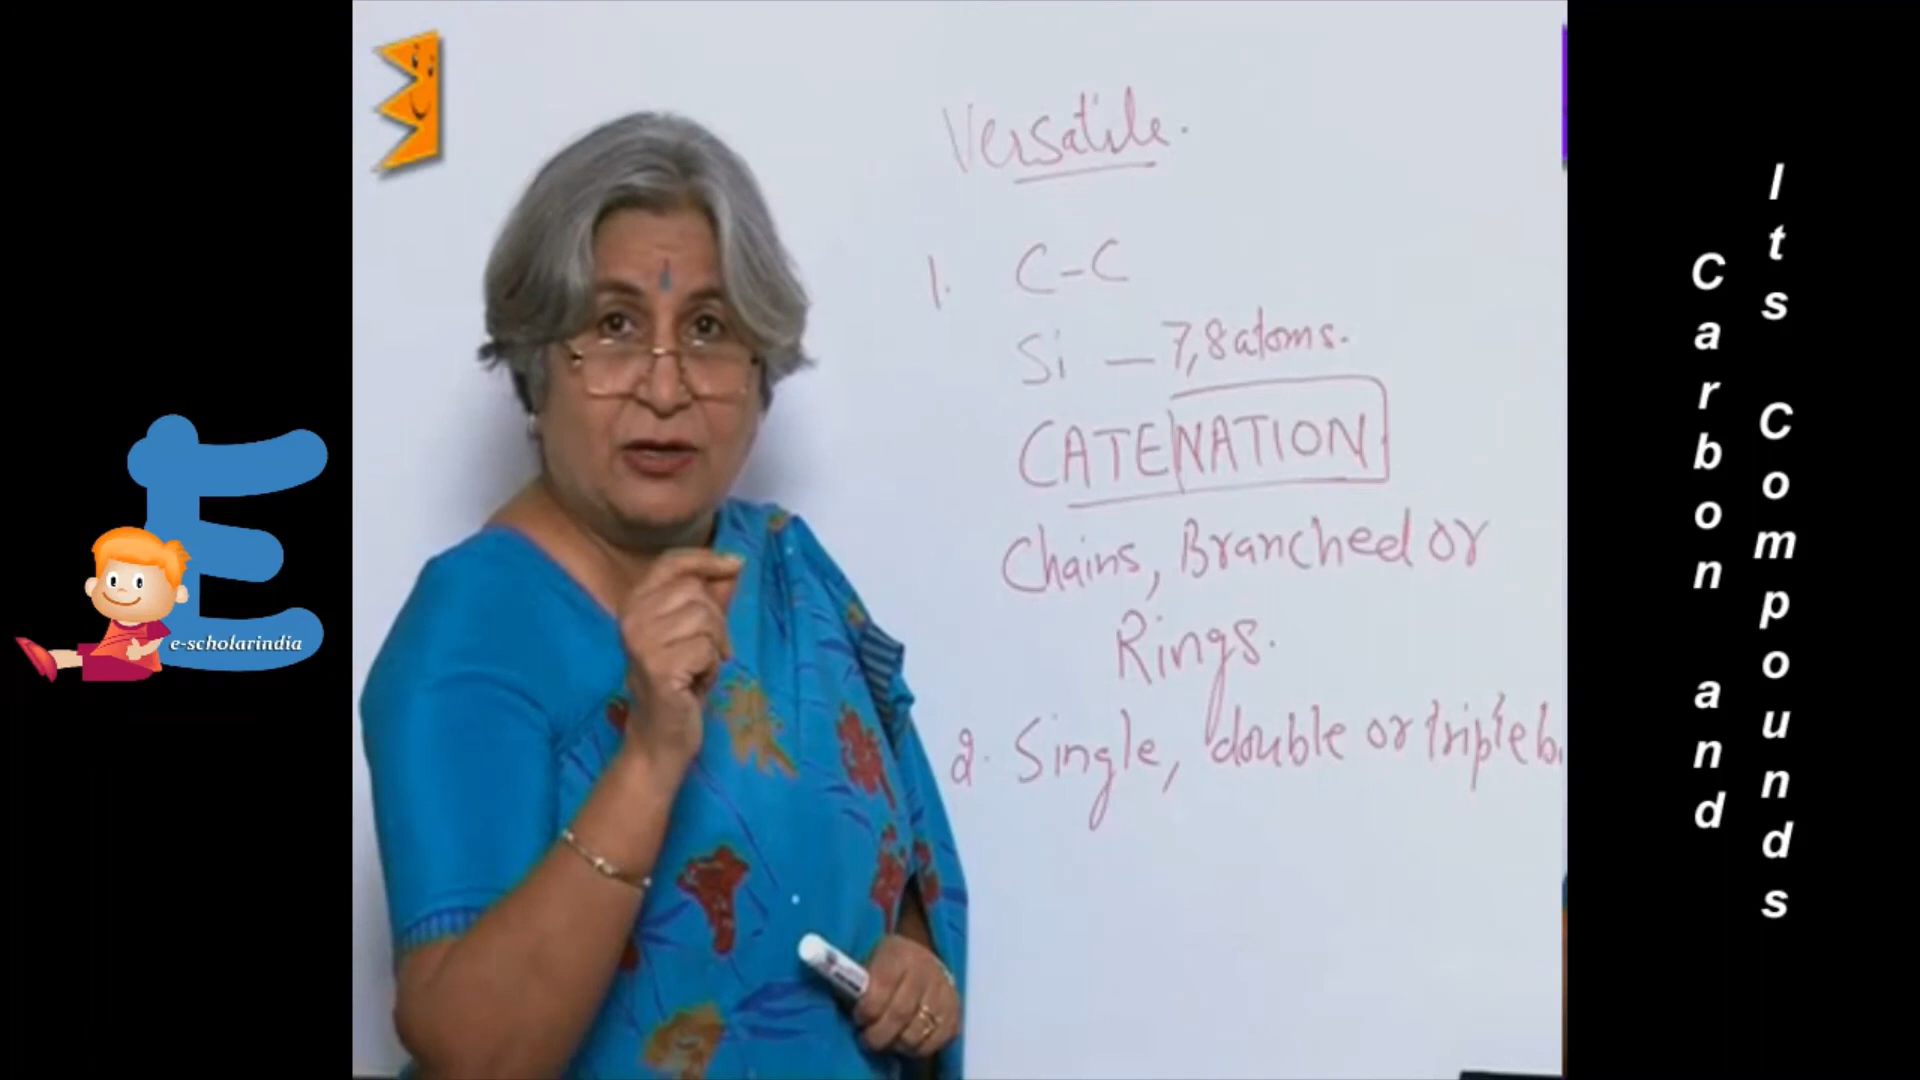 Versatile.
1. C-C
Si — 7,8 atoms.
CATENATION
Chains, Branched or
Rings.
2. Single, double or triple
e-scholarindia
Carbon and
Its Compounds